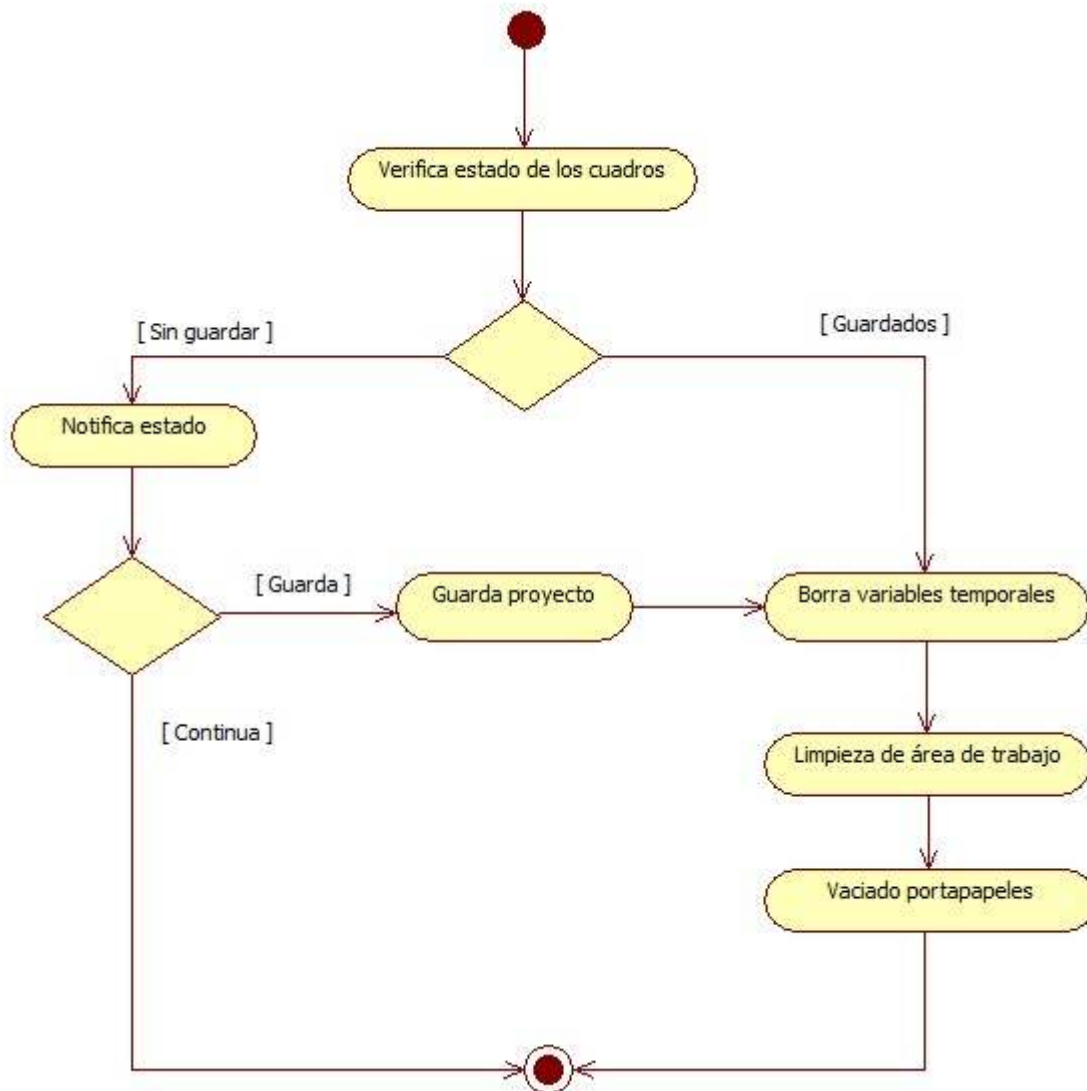 Verifica estado de los cuadros
[ Sin guardar ]
[ Guardados ]
Notifica estado
[ Guarda ]
Guarda proyecto
Borra variables temporales
[ Continua ]
Limpieza de área de trabajo
Vaciado portapapeles